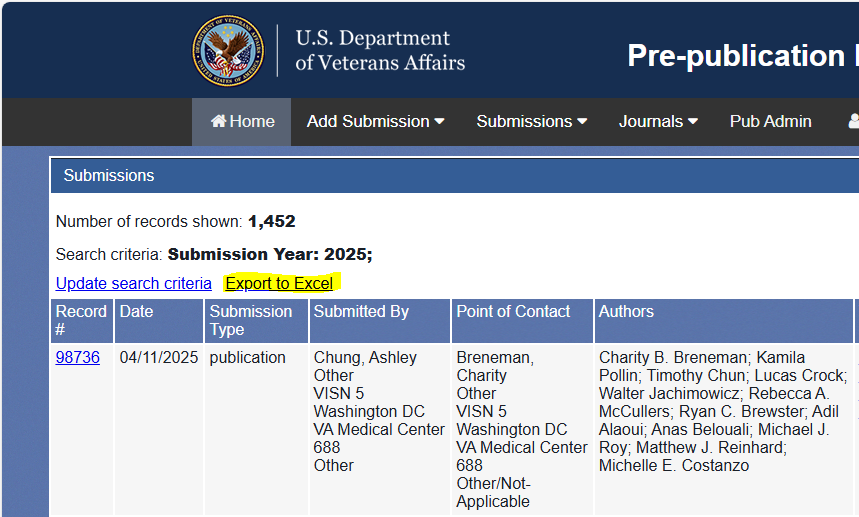 U.S. Department
of Veterans Affairs
Pre-publication
Home Add Submission Submissions Journals Pub Admin
Submissions
Number of records shown: 1,452
Search criteria: Submission Year: 2025;
Update search criteria Export to Excel
Record # Date Submission Type Submitted By Point of Contact Authors
98736 04/11/2025 publication
Chung, Ashley
Other
VISN 5
Washington DC
VA Medical Center
688
Other
Breneman,
Charity
Other
VISN 5
Washington DC
VA Medical Center
688
Other/Not-
Applicable
Charity B. Breneman; Kamila
Pollin; Timothy Chun; Lucas Crock;
Walter Jachimowicz; Rebecca A.
McCullers; Ryan C. Brewster; Adil
Alaoui; Anas Belouali; Michael J.
Roy; Matthew J. Reinhard;
Michelle E. Costanzo